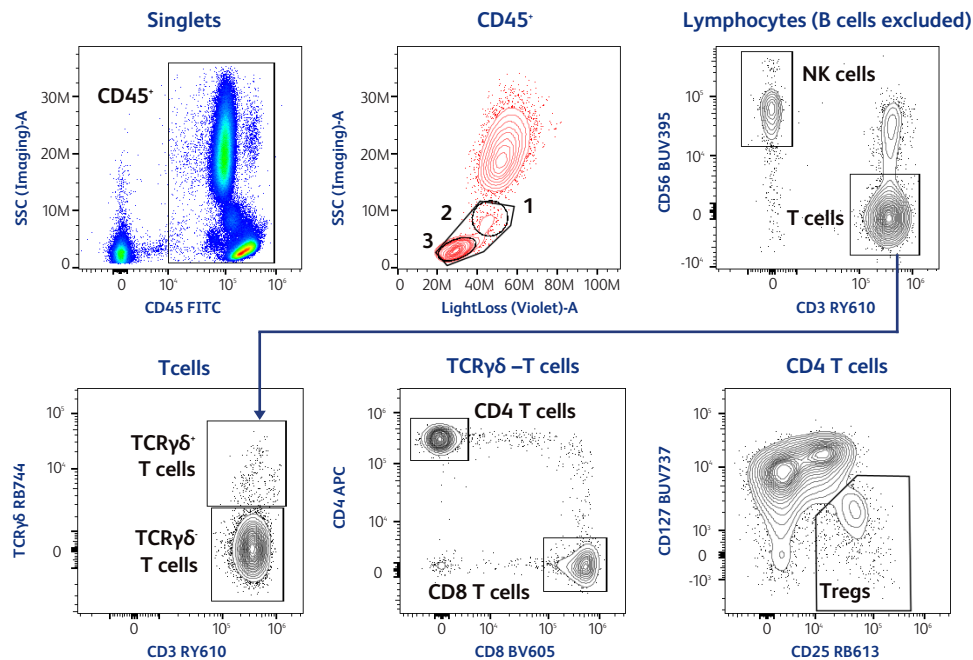 Singlets
CD45⁺
Lymphocytes (B cells excluded)
SSC (Imaging)-A
30M
20M
10M
0
CD45⁺
0
10⁴
10⁵
10⁶
CD45 FITC
SSC (Imaging)-A
30M
20M
10M
0
1
2
3
20M
40M
60M
80M
100M
LightLoss (Violet)-A
CD56 BUV395
10⁵
10⁴
0
-10⁴
NK cells
T cells
0
10⁴
10⁵
10⁶
CD3 RY610
Tcells
TCRγδ –T cells
CD4 T cells
TCRγδ RB744
10⁵
10⁴
0
TCRγδ⁺
T cells
TCRγδ⁻
T cells
0
10⁴
10⁵
10⁶
CD3 RY610
CD4 APC
10⁶
10⁵
10⁴
0
CD4 T cells
CD8 T cells
0
10⁴
10⁵
10⁶
CD8 BV605
CD127 BUV737
10⁴
10³
0
-10³
Tregs
0
10⁴
10⁵
10⁶
CD25 RB613